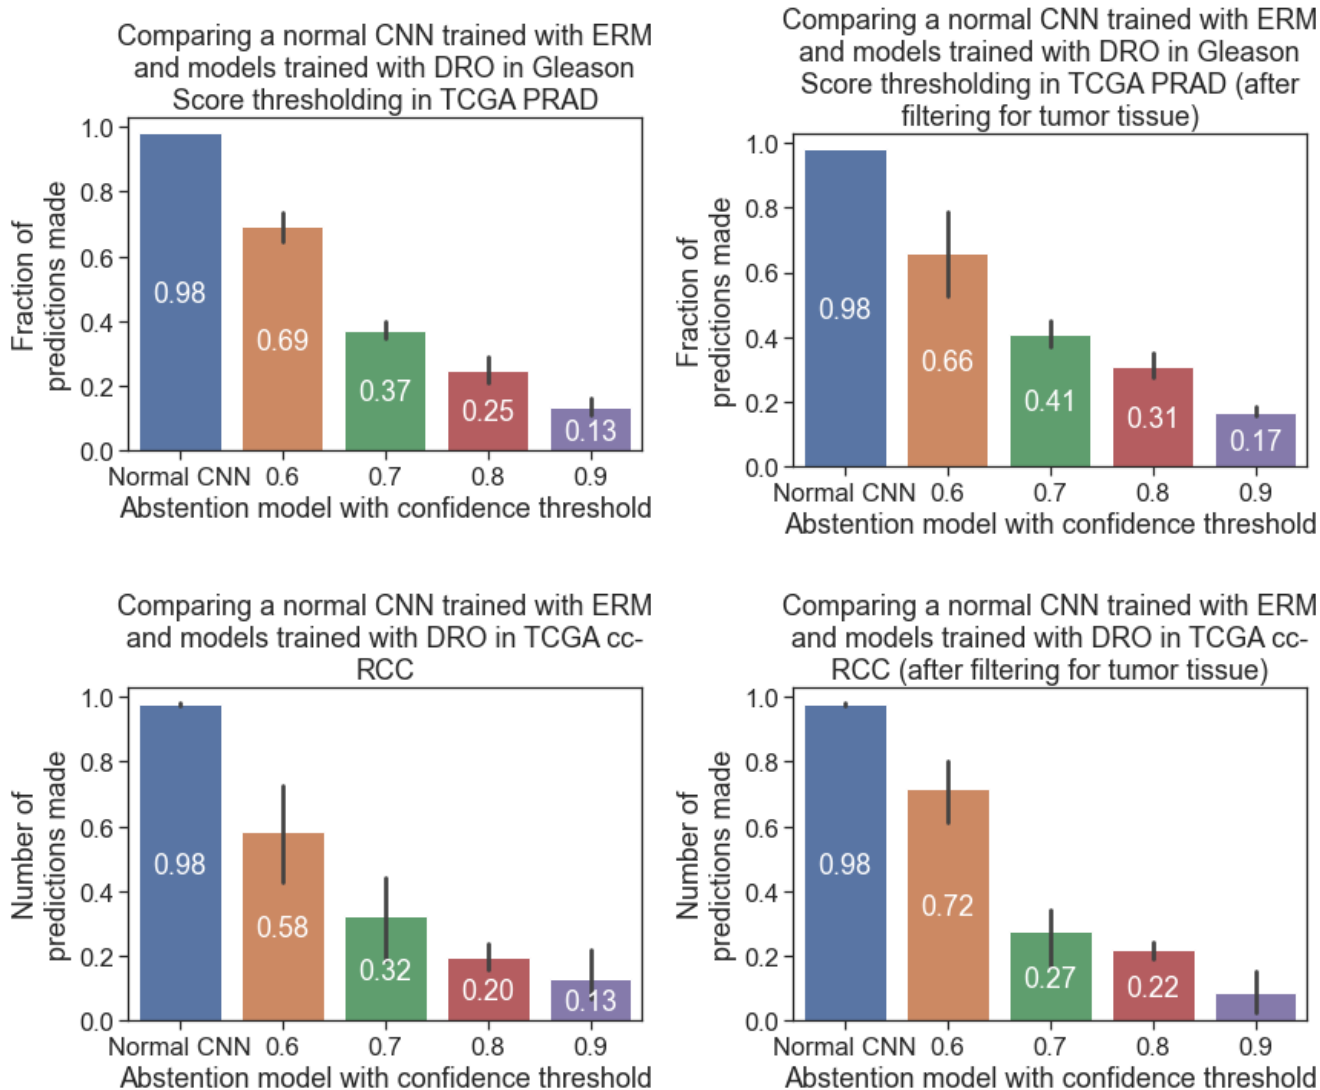 Comparing a normal CNN trained with ERM
and models trained with DRO in Gleason
Score thresholding in TCGA PRAD
1.0
0.8
0.6
0.4
0.2
0.0
Fraction of
predictions made
0.98
0.69
0.37
0.25
0.13
Normal CNN 0.6 0.7 0.8 0.9
Abstention model with confidence threshold
Comparing a normal CNN trained with ERM
and models trained with DRO in Gleason
Score thresholding in TCGA PRAD (after
filtering for tumor tissue)
1.0
0.8
0.6
0.4
0.2
0.0
Fraction of
predictions made
0.98
0.66
0.41
0.31
0.17
Normal CNN 0.6 0.7 0.8 0.9
Abstention model with confidence threshold
Comparing a normal CNN trained with ERM
and models trained with DRO in TCGA cc-
RCC
1.0
0.8
0.6
0.4
0.2
0.0
Number of
predictions made
0.98
0.58
0.32
0.20
0.13
Normal CNN 0.6 0.7 0.8 0.9
Abstention model with confidence threshold
Comparing a normal CNN trained with ERM
and models trained with DRO in TCGA cc-
RCC (after filtering for tumor tissue)
1.0
0.8
0.6
0.4
0.2
0.0
Number of
predictions made
0.98
0.72
0.27
0.22
Normal CNN 0.6 0.7 0.8 0.9
Abstention model with confidence threshold